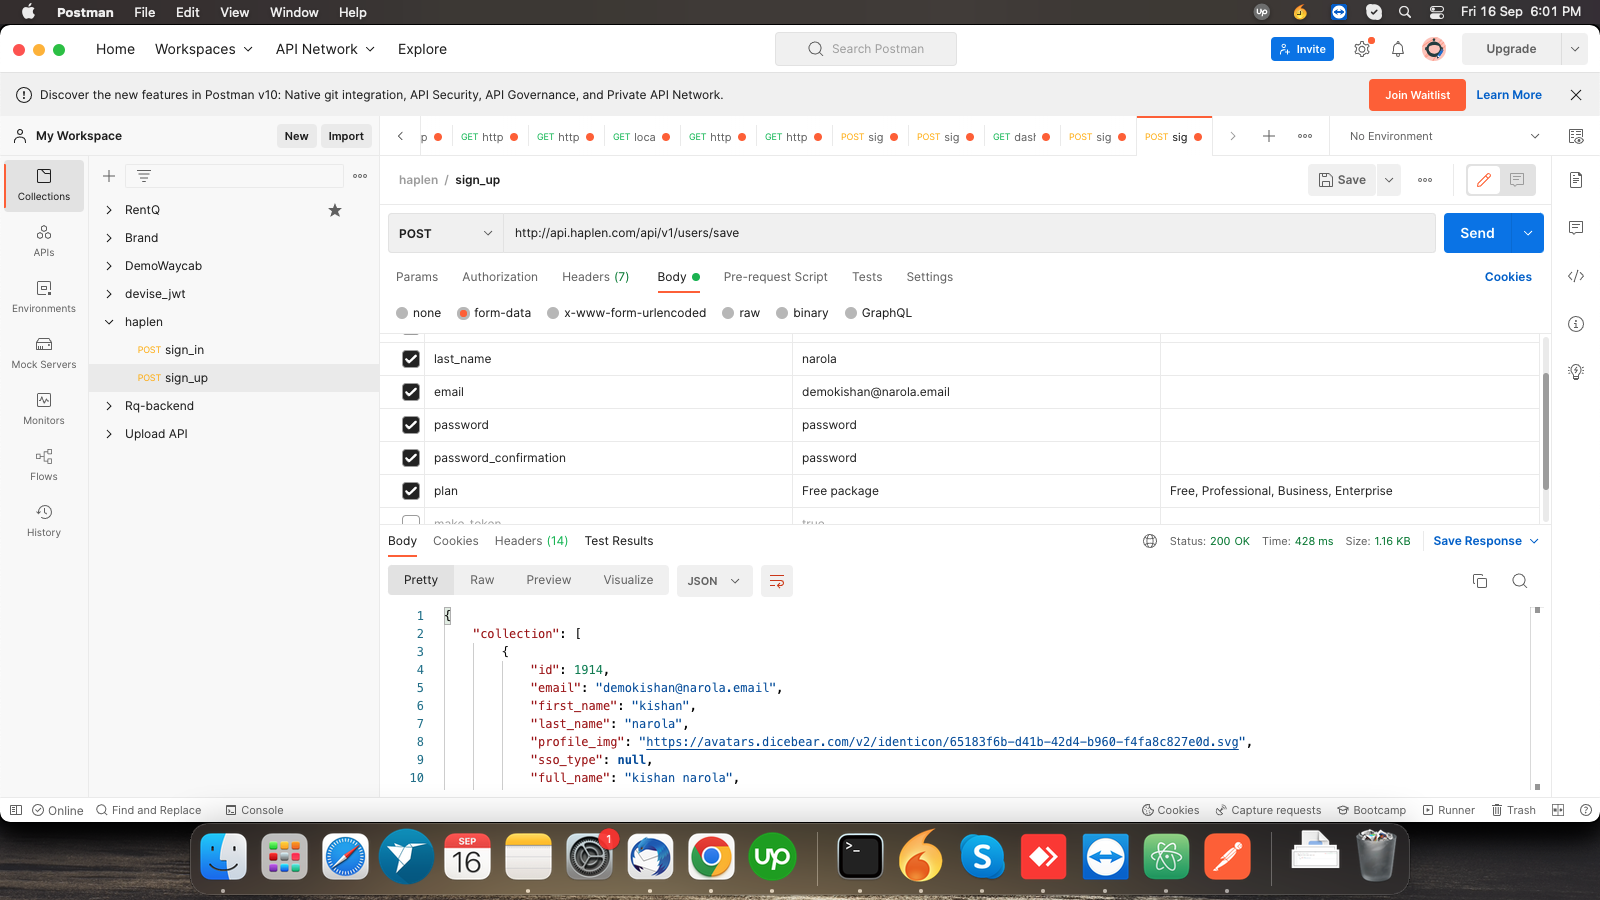 Postman File Edit View Window Help
Fri 16 Sep 6:01 PM
Home Workspaces API Network Explore
Search Postman
Invite
Upgrade
Discover the new features in Postman v10: Native git integration, API Security, API Governance, and Private API Network.
Join Waitlist
Learn More
My Workspace
New
Import
p
GET http
GET http
GET loca
GET http
GET http
POST sig
POST sig
GET dash
POST sig
POST sig
No Environment
Collections
APIs
Environments
Mock Servers
Monitors
Flows
History
RentQ
Brand
DemoWaycab
devise_jwt
haplen
POST sign_in
POST sign_up
Rq-backend
Upload API
haplen / sign_up
Save
POST
http://api.haplen.com/api/v1/users/save
Send
Params Authorization Headers (7) Body Pre-request Script Tests Settings
Cookies
none form-data x-www-form-urlencoded raw binary GraphQL
last_name narola
email demokishan@narola.email
password password
password_confirmation password
plan Free package Free, Professional, Business, Enterprise
make_token true
Body Cookies Headers (14) Test Results
Status: 200 OK Time: 428 ms Size: 1.16 KB Save Response
Pretty Raw Preview Visualize JSON
1 {
2 "collection": [
3 {
4 "id": 1914,
5 "email": "demokishan@narola.email",
6 "first_name": "kishan",
7 "last_name": "narola",
8 "profile_img": "https://avatars.dicebear.com/v2/identicon/65183f6b-d41b-42d4-b960-f4fa8c827e0d.svg",
9 "sso_type": null,
10 "full_name": "kishan narola",
Online Find and Replace Console
Cookies Capture requests Bootcamp Runner Trash
SEP
16
1
up
>_
S